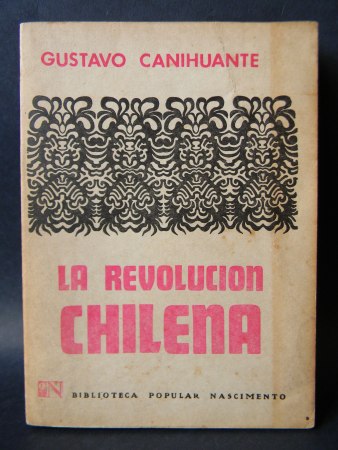 GUSTAVO CANIHUANTE
LA REVOLUCION
CHILENA
N BIBLIOTECA POPULAR NASCIMENTO